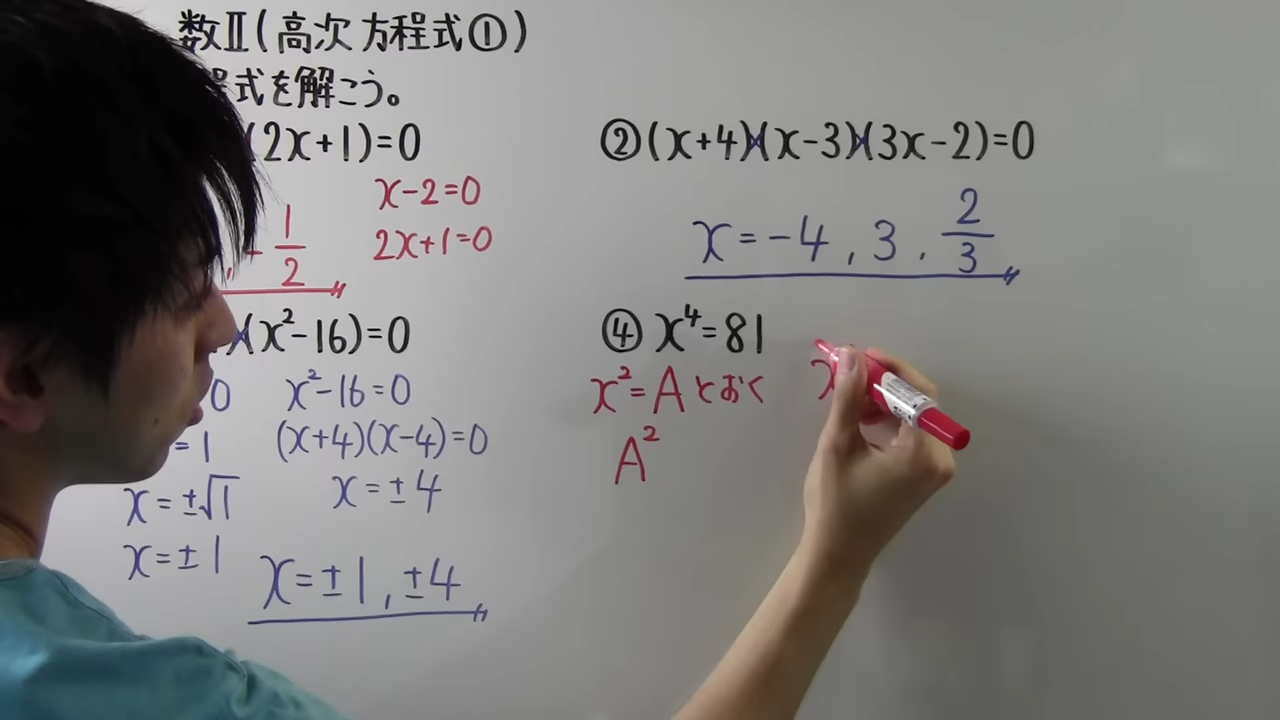 数Ⅱ(高次方程式①)
程式を解こう。
(2x+1)=0
x-2=0
2x+1=0
, -1/2
②(x+4)(x-3)(3x-2)=0
x=-4, 3, 2/3
)(x²-16)=0
0
=1
x=±√1
x=±1
x²-16=0
(x+4)(x-4)=0
x=±4
x=±1, ±4
④ x⁴=81
x²=Aとおく
A²
x